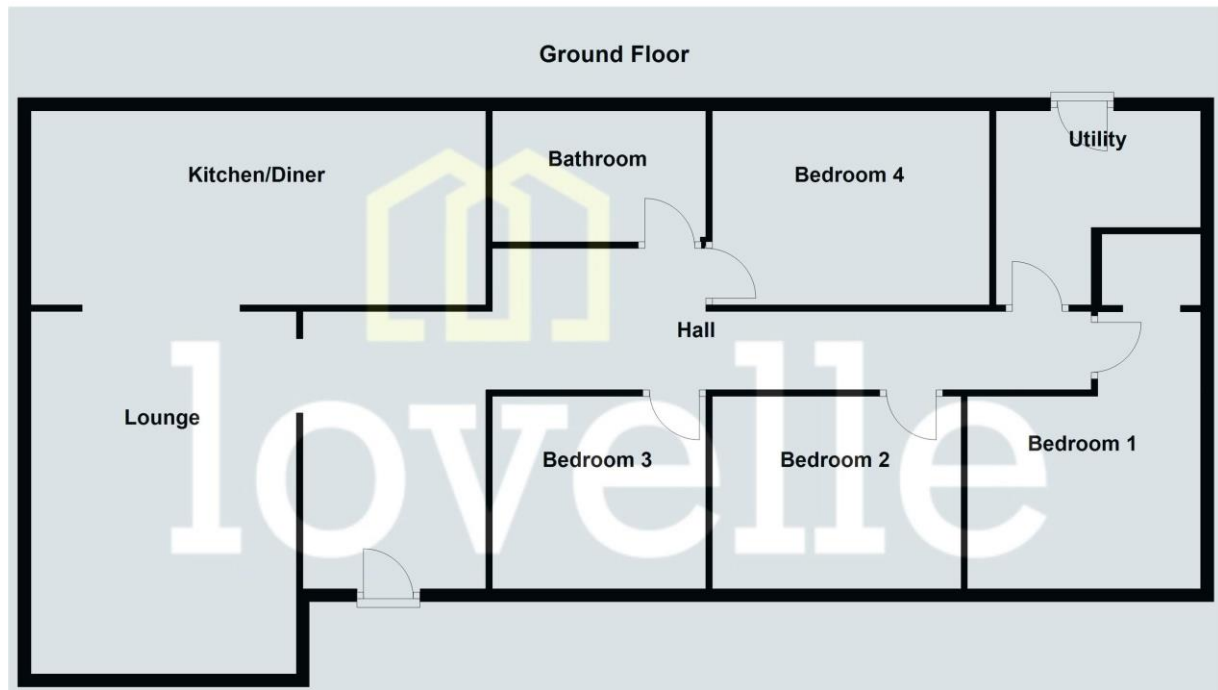 Ground Floor
Kitchen/Diner
Bathroom
Bedroom 4
Utility
Hall
Lounge
Bedroom 3
Bedroom 2
Bedroom 1
lovelle